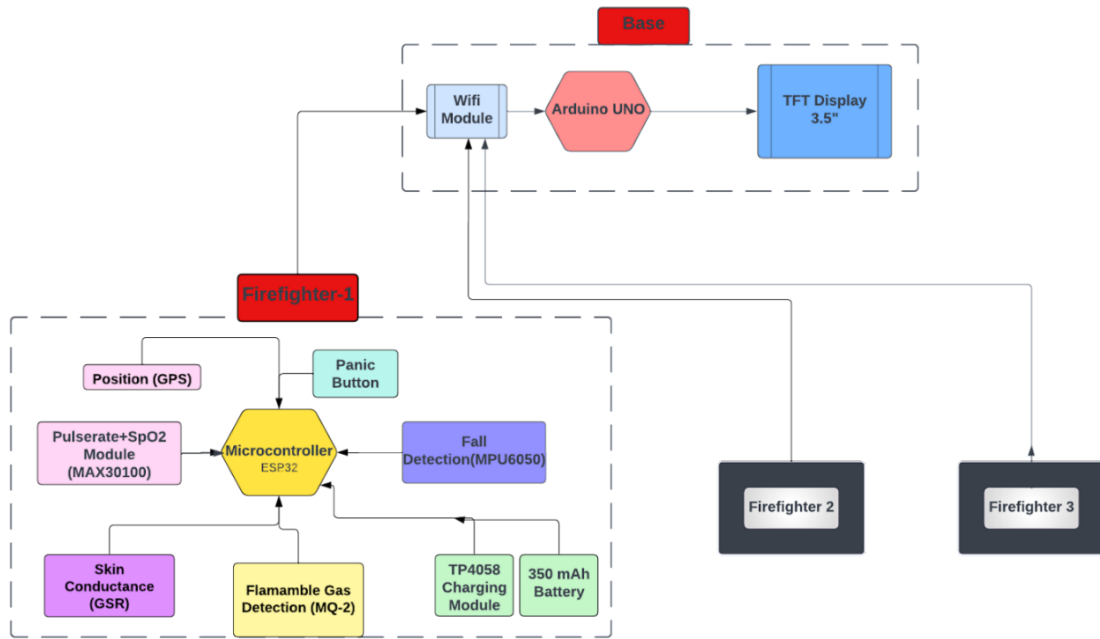 Base
Wifi
Module
Arduino UNO
TFT Display
3.5"
Firefighter-1
Position (GPS)
Panic
Button
Pulserate+SpO2
Module
(MAX30100)
Microcontroller
ESP32
Fall
Detection(MPU6050)
Skin
Conductance
(GSR)
Flamamble Gas
Detection (MQ-2)
TP4058
Charging
Module
350 mAh
Battery
Firefighter 2
Firefighter 3